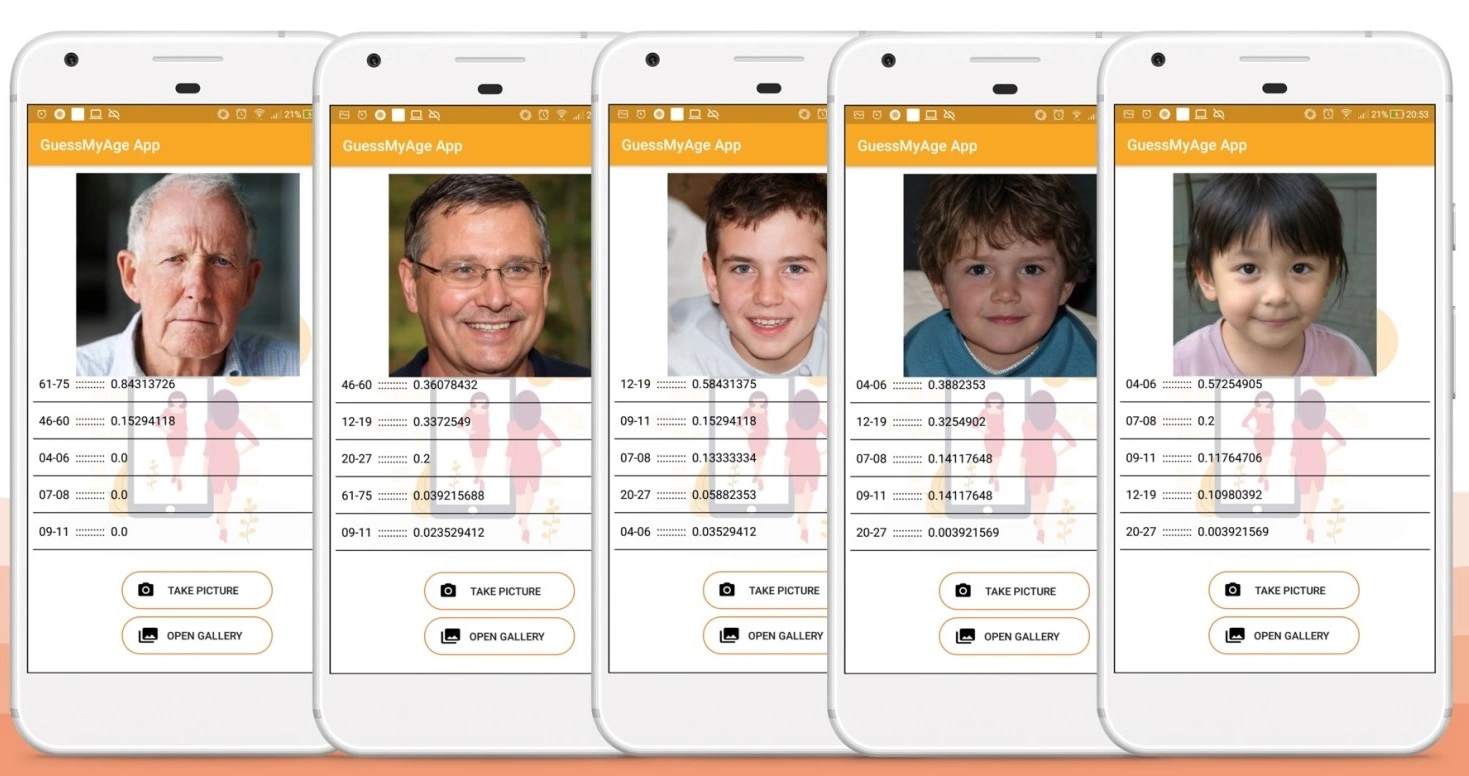 21%
GuessMyAge App
61-75 ::::::::: 0.84313726
46-60 ::::::::: 0.15294118
04-06 ::::::::: 0.0
07-08 ::::::::: 0.0
09-11 ::::::::: 0.0
TAKE PICTURE
OPEN GALLERY
GuessMyAge App
46-60 ::::::::: 0.36078432
12-19 ::::::::: 0.3372549
20-27 ::::::::: 0.2
61-75 ::::::::: 0.039215688
09-11 ::::::::: 0.023529412
TAKE PICTURE
OPEN GALLERY
GuessMyAge App
12-19 ::::::::: 0.58431375
09-11 ::::::::: 0.15294118
07-08 ::::::::: 0.13333334
20-27 ::::::::: 0.05882353
04-06 ::::::::: 0.03529412
TAKE PICTURE
OPEN GALLERY
GuessMyAge App
04-06 ::::::::: 0.3882353
12-19 ::::::::: 0.3254902
07-08 ::::::::: 0.14117648
09-11 ::::::::: 0.14117648
20-27 ::::::::: 0.003921569
TAKE PICTURE
OPEN GALLERY
21% 20:53
GuessMyAge App
04-06 ::::::::: 0.57254905
07-08 ::::::::: 0.2
09-11 ::::::::: 0.11764706
12-19 ::::::::: 0.10980392
20-27 ::::::::: 0.003921569
TAKE PICTURE
OPEN GALLERY